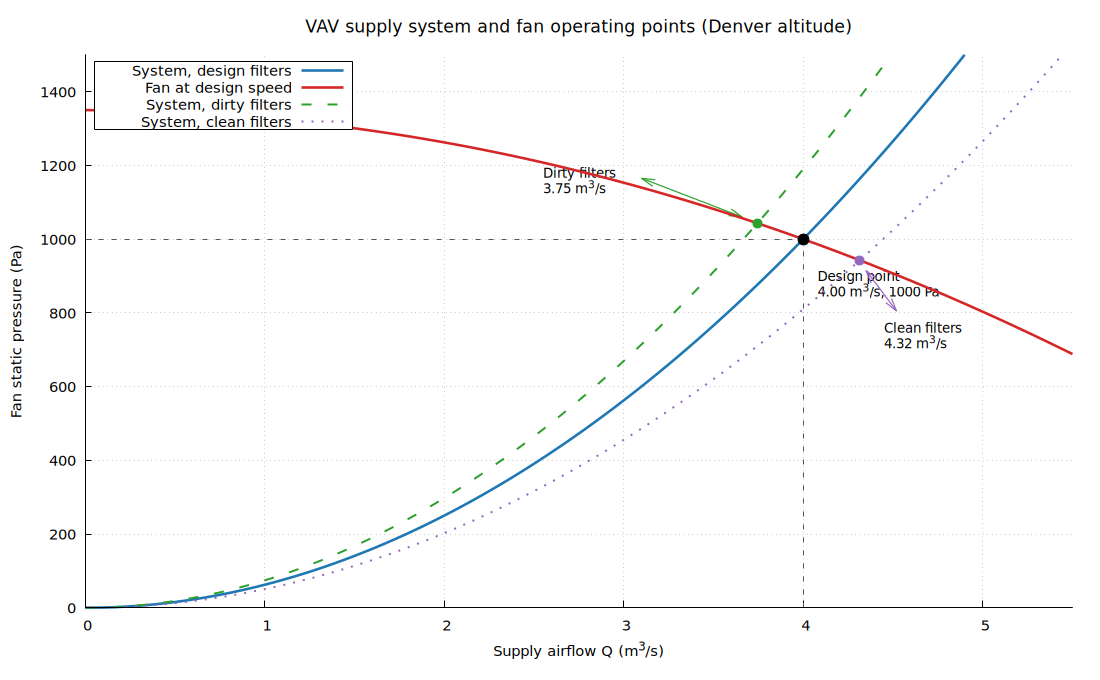 VAV supply system and fan operating points (Denver altitude)
System, design filters
Fan at design speed
System, dirty filters
System, clean filters
1400
1200
1000
800
600
400
200
0
Fan static pressure (Pa)
Dirty filters
3.75 m³/s
Design point
4.00 m³/s, 1000 Pa
Clean filters
4.32 m³/s
0 1 2 3 4 5
Supply airflow Q (m³/s)